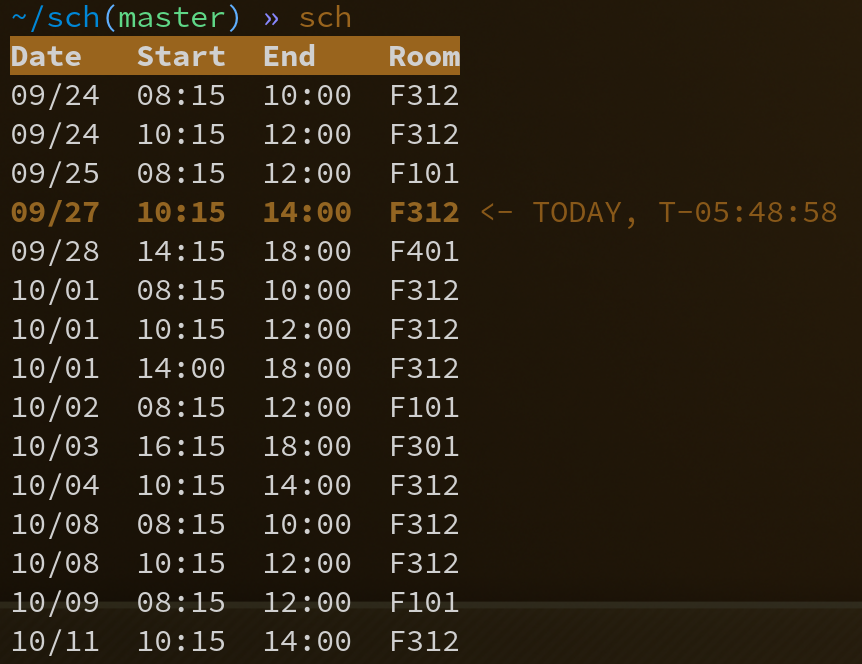 ~/sch(master) » sch
Date Start End Room
09/24 08:15 10:00 F312
09/24 10:15 12:00 F312
09/25 08:15 12:00 F101
09/27 10:15 14:00 F312 <- TODAY, T-05:48:58
09/28 14:15 18:00 F401
10/01 08:15 10:00 F312
10/01 10:15 12:00 F312
10/01 14:00 18:00 F312
10/02 08:15 12:00 F101
10/03 16:15 18:00 F301
10/04 10:15 14:00 F312
10/08 08:15 10:00 F312
10/08 10:15 12:00 F312
10/09 08:15 12:00 F101
10/11 10:15 14:00 F312